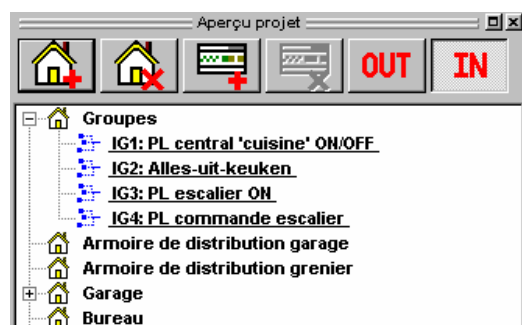 Aperçu projet
OUT IN
Groupes
IG1: PL central 'cuisine' ON/OFF
IG2: Alles-uit-keuken
IG3: PL escalier ON
IG4: PL commande escalier
Armoire de distribution garage
Armoire de distribution grenier
Garage
Bureau